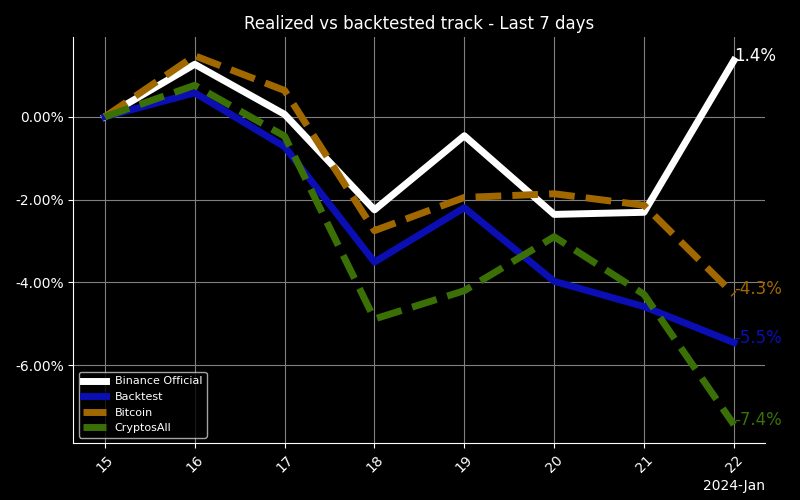 Realized vs backtested track - Last 7 days
1.4%
0.00%
-2.00%
-4.00%
-4.3%
-5.5%
-6.00%
-7.4%
Binance Official
Backtest
Bitcoin
CryptosAll
15 16 17 18 19 20 21 22
2024-Jan